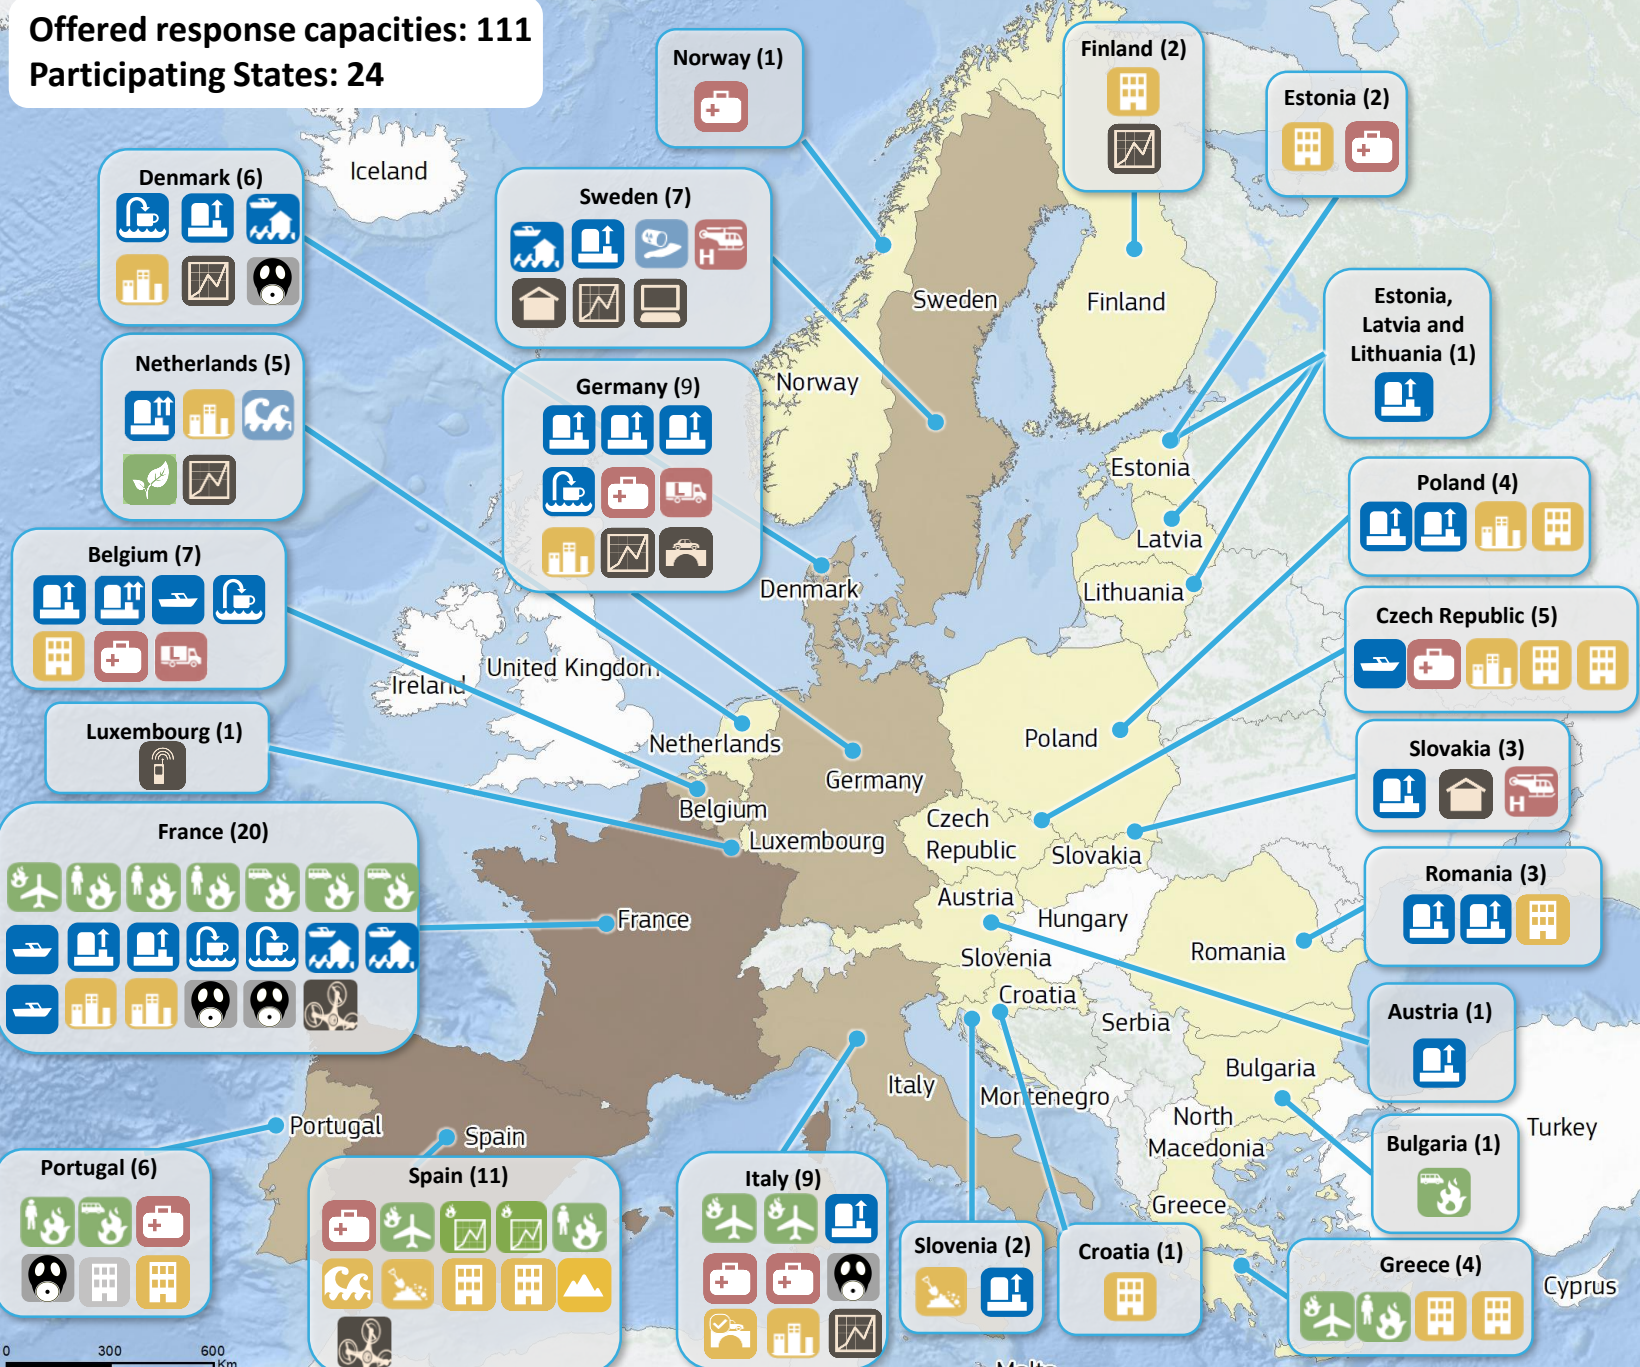 Offered response capacities: 111
Participating States: 24
Norway (1)
Finland (2)
Estonia (2)
Iceland
Denmark (6)
Sweden (7)
Estonia,
Latvia and
Lithuania (1)
Sweden
Finland
Netherlands (5)
Germany (9)
Norway
Estonia
Poland (4)
Latvia
Belgium (7)
Denmark
Lithuania
Czech Republic (5)
United Kingdom
Ireland
Luxembourg (1)
Netherlands
Poland
Slovakia (3)
Germany
Belgium
France (20)
Czech
Republic
Luxembourg
Slovakia
Romania (3)
Austria
France
Hungary
Romania
Slovenia
Croatia
Serbia
Austria (1)
Bulgaria
Italy
Montenegro
North
Macedonia
Portugal
Spain
Turkey
Bulgaria (1)
Portugal (6)
Spain (11)
Italy (9)
Greece
Slovenia (2)
Croatia (1)
Greece (4)
Cyprus
H
H
0 300 600
Km
Malta